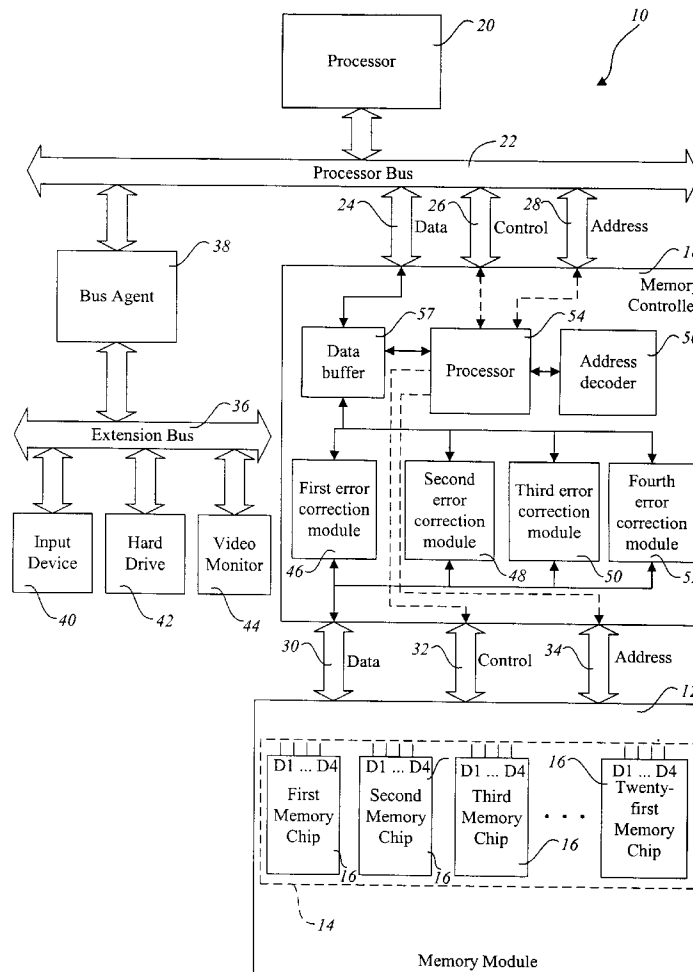 20
10
Processor
22
Processor Bus
24
26
28
Data
Control
Address
38
Memory
Bus Agent
57
54
Data
buffer
Processor
Address
decoder
36
Extension Bus
First error
correction
module
Second
error
correction
module
Third error
correction
module
Fourth
error
correction
module
Input
Device
Hard
Drive
Video
Monitor
46
48
50
40
42
44
30
Data
32
Control
34
Address
12
D1 ... D4
D1 ... D4
D1 ... D4
16
D1 ... D4
First
Memory
Chip
Second
Memory
Chip
Third
Memory
Chip
. . .
Twenty-
first
Memory
Chip
16
16
16
14
Memory Module